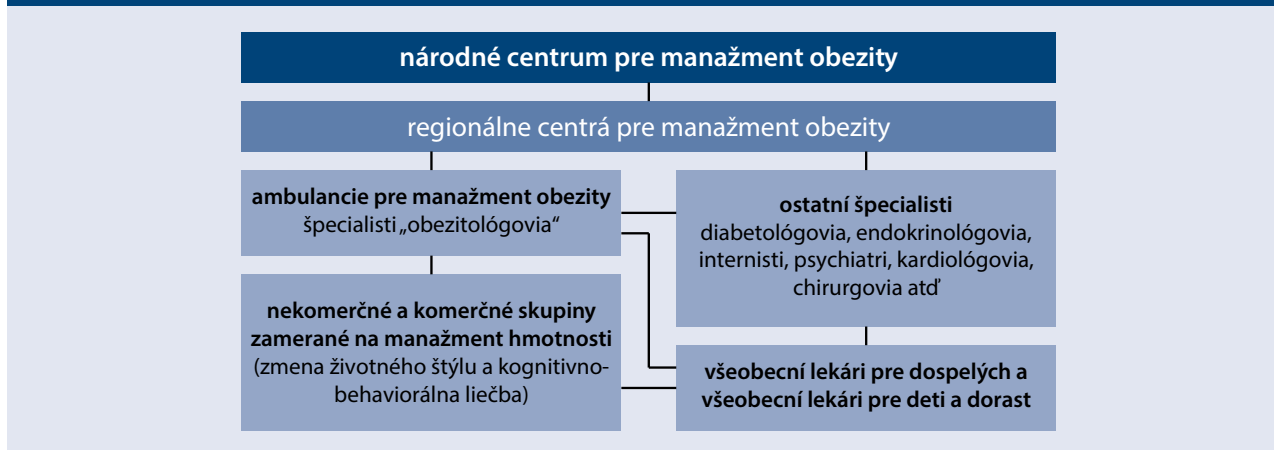 národné centrum pre manažment obezity
regionálne centrá pre manažment obezity
ambulancie pre manažment obezity
špecialisti „obezitológovia“
nekomerčné a komerčné skupiny
zamerané na manažment hmotnosti
(zmena životného štýlu a kognitivno-
behaviorálna liečba)
ostatní špecialisti
diabetológovia, endokrinológovia,
internisti, psychiatri, kardiológovia,
chirurgovia atď
všeobecní lekári pre dospelých a
všeobecní lekári pre deti a dorast